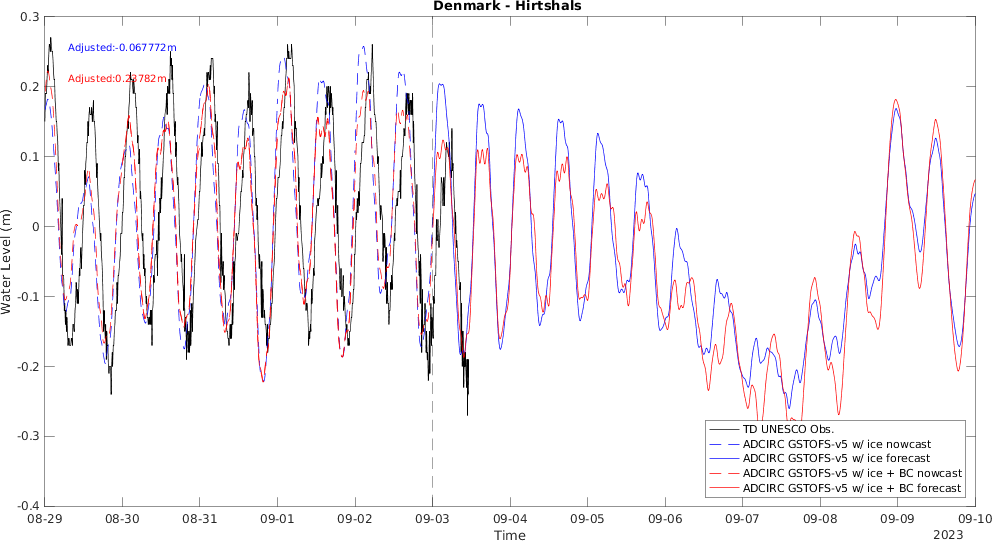 Denmark - Hirtshals
0.3
Adjusted:-0.067772m
Adjusted:0.22782m
0.2
0.1
0
-0.1
-0.2
-0.3
-0.4
Water Level (m)
TD UNESCO Obs.
ADCIRC GSTOFS-v5 w/ ice nowcast
ADCIRC GSTOFS-v5 w/ ice forecast
ADCIRC GSTOFS-v5 w/ ice + BC nowcast
ADCIRC GSTOFS-v5 w/ ice + BC forecast
08-29 08-30 08-31 09-01 09-02 09-03 09-04 09-05 09-06 09-07 09-08 09-09 09-10
Time
2023